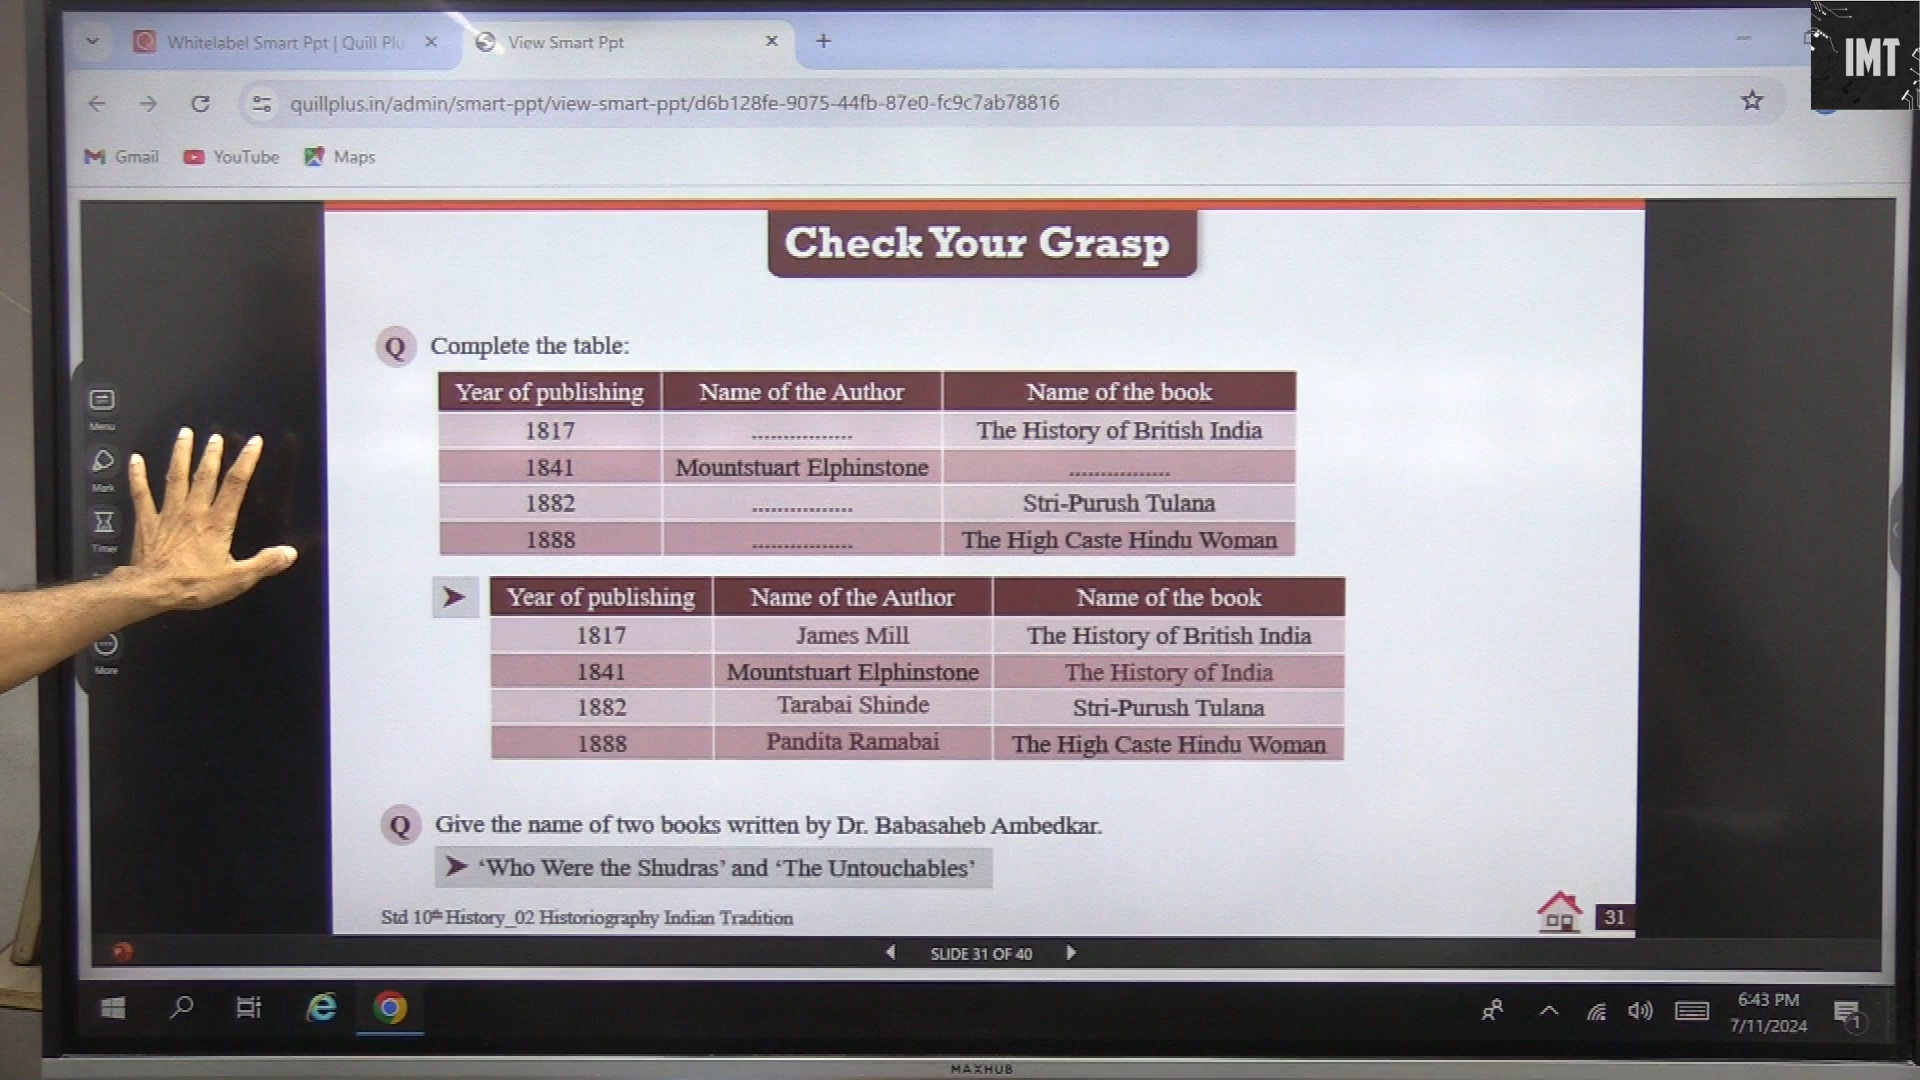 Whitelabel Smart Ppt | Quill Plu
View Smart Ppt
IMT
quillplus.in/admin/smart-ppt/view-smart-ppt/d6b128fe-9075-44fb-87e0-fc9c7ab78816
Gmail YouTube Maps
Check Your Grasp
Q Complete the table:
Year of publishing Name of the Author Name of the book
1817 ................ The History of British India
1841 Mountstuart Elphinstone ................
1882 ................ Stri-Purush Tulana
1888 ................ The High Caste Hindu Woman
Menu
Mark
Timer
More
Year of publishing Name of the Author Name of the book
1817 James Mill The History of British India
1841 Mountstuart Elphinstone The History of India
1882 Tarabai Shinde Stri-Purush Tulana
1888 Pandita Ramabai The High Caste Hindu Woman
Q Give the name of two books written by Dr. Babasaheb Ambedkar.
➤ ‘Who Were the Shudras’ and ‘The Untouchables’
Std 10th History_02 Historiography Indian Tradition
31
SLIDE 31 OF 40
6:43 PM
7/11/2024
1
MAXHUB